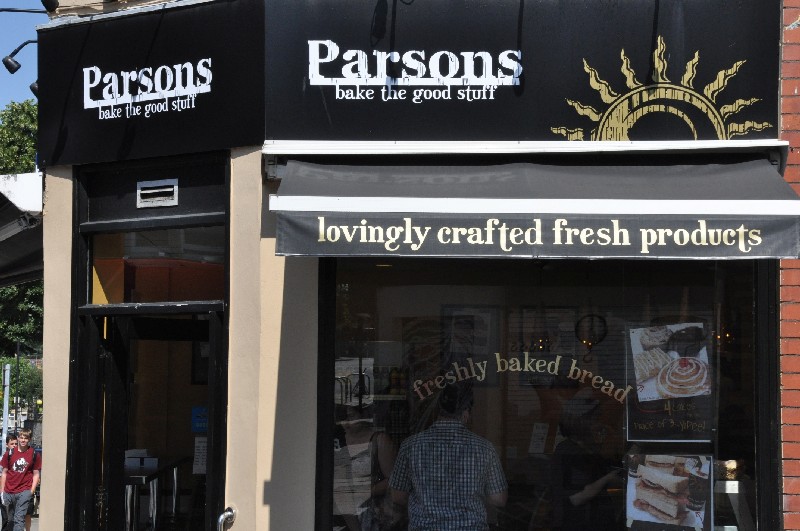 Parsons
bake the good stuff
Parsons
bake the good stuff
lovingly crafted fresh products
freshly baked bread